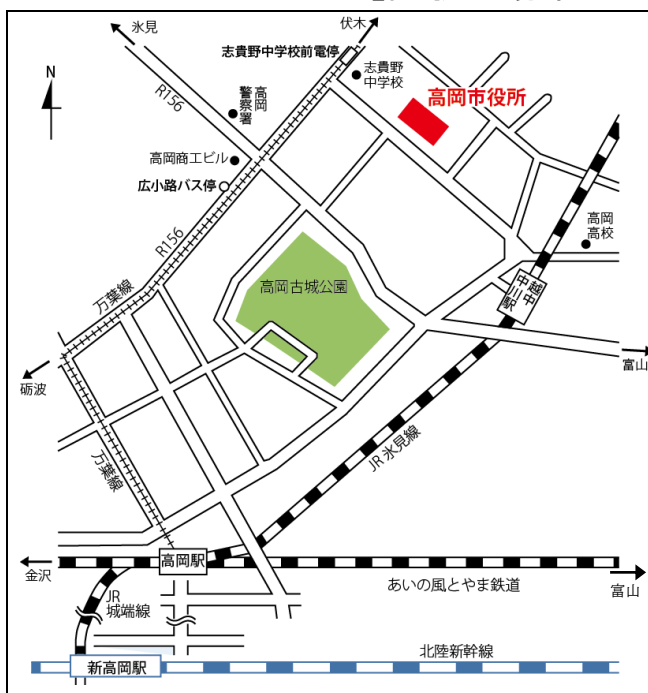 氷見
伏木
志貴野中学校前電停
志貴野
中学校
N
R156
高岡
警察署
高岡市役所
高岡商工ビル
広小路バス停
R156
高岡
高校
高岡古城公園
越中
中川駅
万葉線
砺波
富山
万葉線
JR氷見線
高岡駅
金沢
あいの風とやま鉄道
富山
JR
城端線
北陸新幹線
新高岡駅